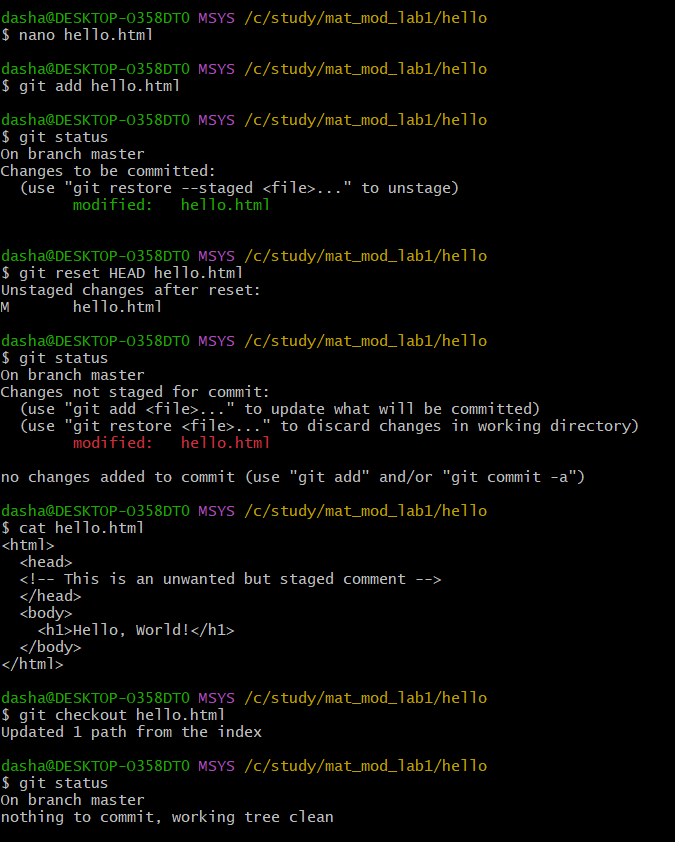 dasha@DESKTOP-O358DT0 MSYS /c/study/mat_mod_lab1/hello
$ nano hello.html
dasha@DESKTOP-O358DT0 MSYS /c/study/mat_mod_lab1/hello
$ git add hello.html
dasha@DESKTOP-O358DT0 MSYS /c/study/mat_mod_lab1/hello
$ git status
On branch master
Changes to be committed:
  (use "git restore --staged <file>..." to unstage)
        modified:   hello.html
dasha@DESKTOP-O358DT0 MSYS /c/study/mat_mod_lab1/hello
$ git reset HEAD hello.html
Unstaged changes after reset:
M       hello.html
dasha@DESKTOP-O358DT0 MSYS /c/study/mat_mod_lab1/hello
$ git status
On branch master
Changes not staged for commit:
  (use "git add <file>..." to update what will be committed)
  (use "git restore <file>..." to discard changes in working directory)
        modified:   hello.html
no changes added to commit (use "git add" and/or "git commit -a")
dasha@DESKTOP-O358DT0 MSYS /c/study/mat_mod_lab1/hello
$ cat hello.html
<html>
  <head>
  <!-- This is an unwanted but staged comment -->
  </head>
  <body>
    <h1>Hello, World!</h1>
  </body>
</html>
dasha@DESKTOP-O358DT0 MSYS /c/study/mat_mod_lab1/hello
$ git checkout hello.html
Updated 1 path from the index
dasha@DESKTOP-O358DT0 MSYS /c/study/mat_mod_lab1/hello
$ git status
On branch master
nothing to commit, working tree clean